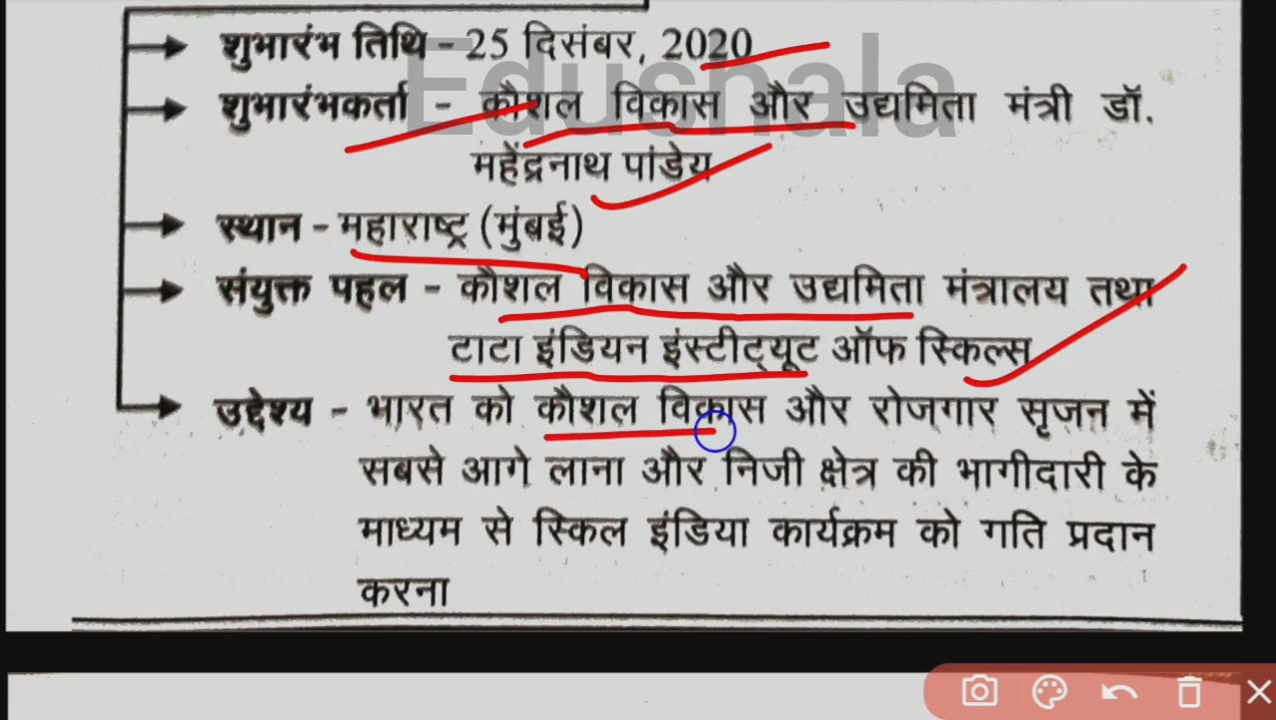 शुभारंभ तिथि - 25 दिसंबर, 2020
शुभारंभकर्ता - कौशल विकास और उद्यमिता मंत्री डॉ.
महेंद्रनाथ पांडेय
स्थान - महाराष्ट्र (मुंबई)
संयुक्त पहल - कौशल विकास और उद्यमिता मंत्रालय तथा
टाटा इंडियन इंस्टीट्यूट ऑफ स्किल्स
उद्देश्य - भारत को कौशल विकास और रोजगार सृजन में
सबसे आगे लाना और निजी क्षेत्र की भागीदारी के
माध्यम से स्किल इंडिया कार्यक्रम को गति प्रदान
करना
Edushala